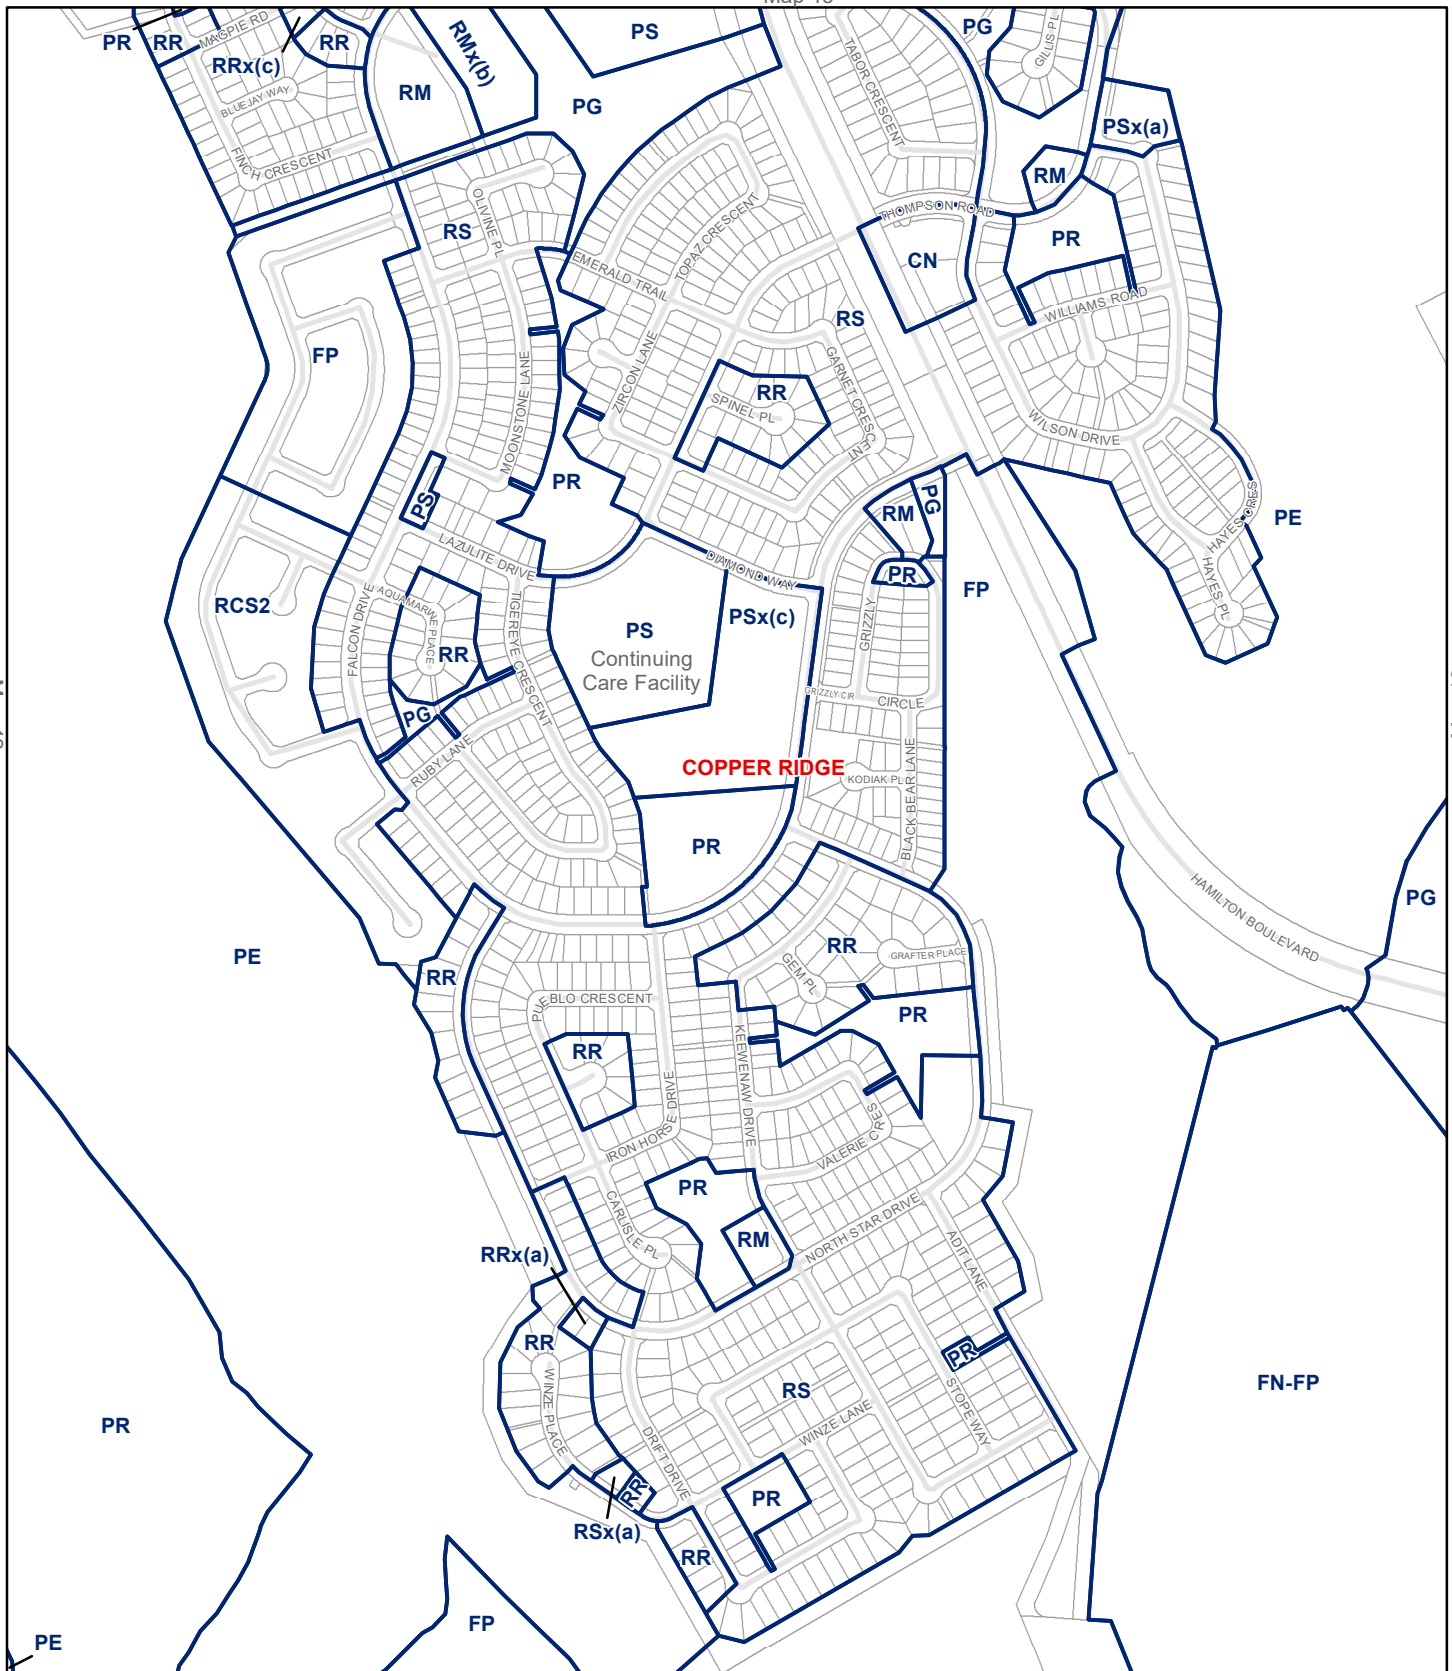 PR
RR
MAGPIE RD
RRx(c)
RR
BLUEJAY WAY
FINCH CRESCENT
RM
RMx(b)
PS
PG
TABOR CRESCENT
PG
GILLIS PL
PSx(a)
RM
THOMPSON ROAD
PR
CN
WILLIAMS ROAD
OLIVINE PL
RS
EMERALD TRAIL
TOPAZ CRESCENT
RS
FP
MOONSTONE LANE
ZIRCON LANE
RR
SPINEL PL
GARNET CRESCENT
WILSON DRIVE
PS
PR
RM
PG
PE
HAYES CRES
HAYES PL
LAZULITE DRIVE
DIAMOND WAY
PR
FP
RCS2
FALCON DRIVE
AQUAMARINE PLACE
RR
TIGEREYE CRESCENT
PS
Continuing
Care Facility
PSx(c)
GRIZZLY
GRIZZLY CIR
CIRCLE
PG
RUBY LANE
COPPER RIDGE
KODIAK PL
BLACK BEAR LANE
PR
HAMILTON BOULEVARD
PG
PE
RR
RR
GEM PL
GRAFTER PLACE
PUEBLO CRESCENT
PR
RR
KEEWENAW DRIVE
IRON HORSE DRIVE
VALERIE CRES
PR
CARLISLE PL
RM
NORTH STAR DRIVE
ADIT LANE
RRx(a)
RR
WINZE PLACE
RS
PR
STOPE WAY
WINZE LANE
FN-FP
PR
DRIFT DRIVE
RR
PR
RSx(a)
RR
FP
PE